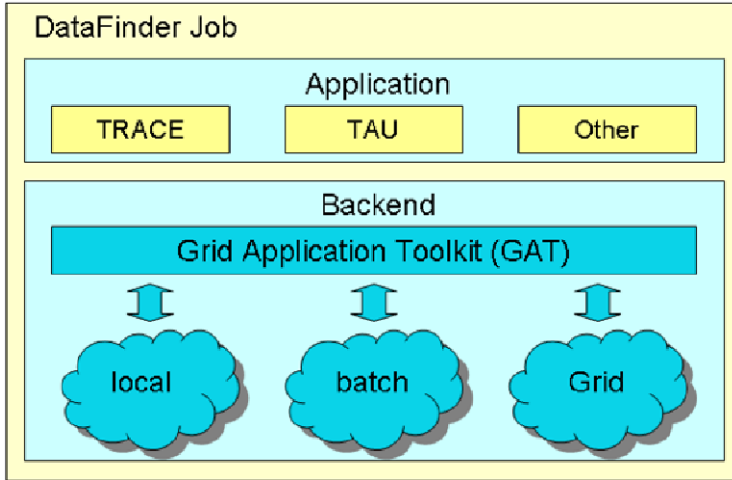 DataFinder Job
Application
TRACE TAU Other
Backend
Grid Application Toolkit (GAT)
local batch Grid